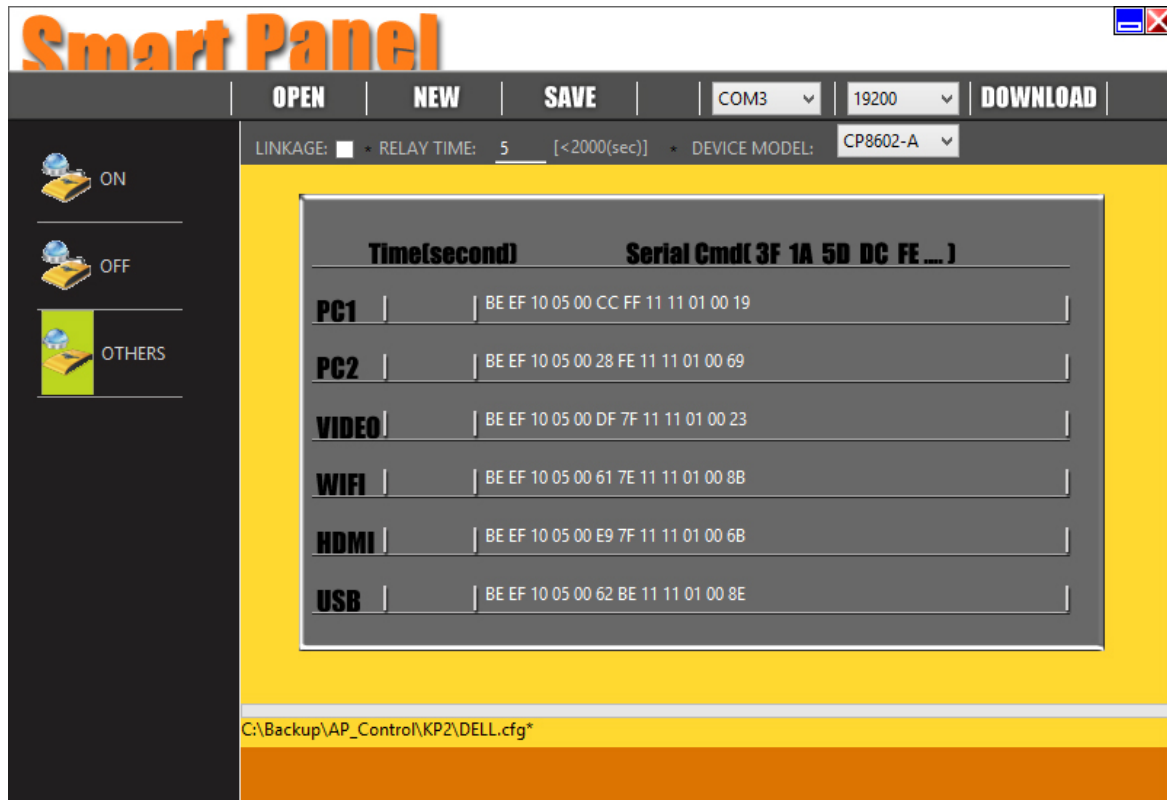 Smart Panel
OPEN NEW SAVE COM3 19200 DOWNLOAD
LINKAGE: * RELAY TIME: 5 [<2000(sec)] * DEVICE MODEL: CP8602-A
ON
OFF
OTHERS
Time(second) Serial Cmd( 3F 1A 5D DC FE .... )
PC1 BE EF 10 05 00 CC FF 11 11 01 00 19
PC2 BE EF 10 05 00 28 FE 11 11 01 00 69
VIDEO BE EF 10 05 00 DF 7F 11 11 01 00 23
WIFI BE EF 10 05 00 61 7E 11 11 01 00 8B
HDMI BE EF 10 05 00 E9 7F 11 11 01 00 6B
USB BE EF 10 05 00 62 BE 11 11 01 00 8E
C:\Backup\AP_Control\KP2\DELL.cfg*